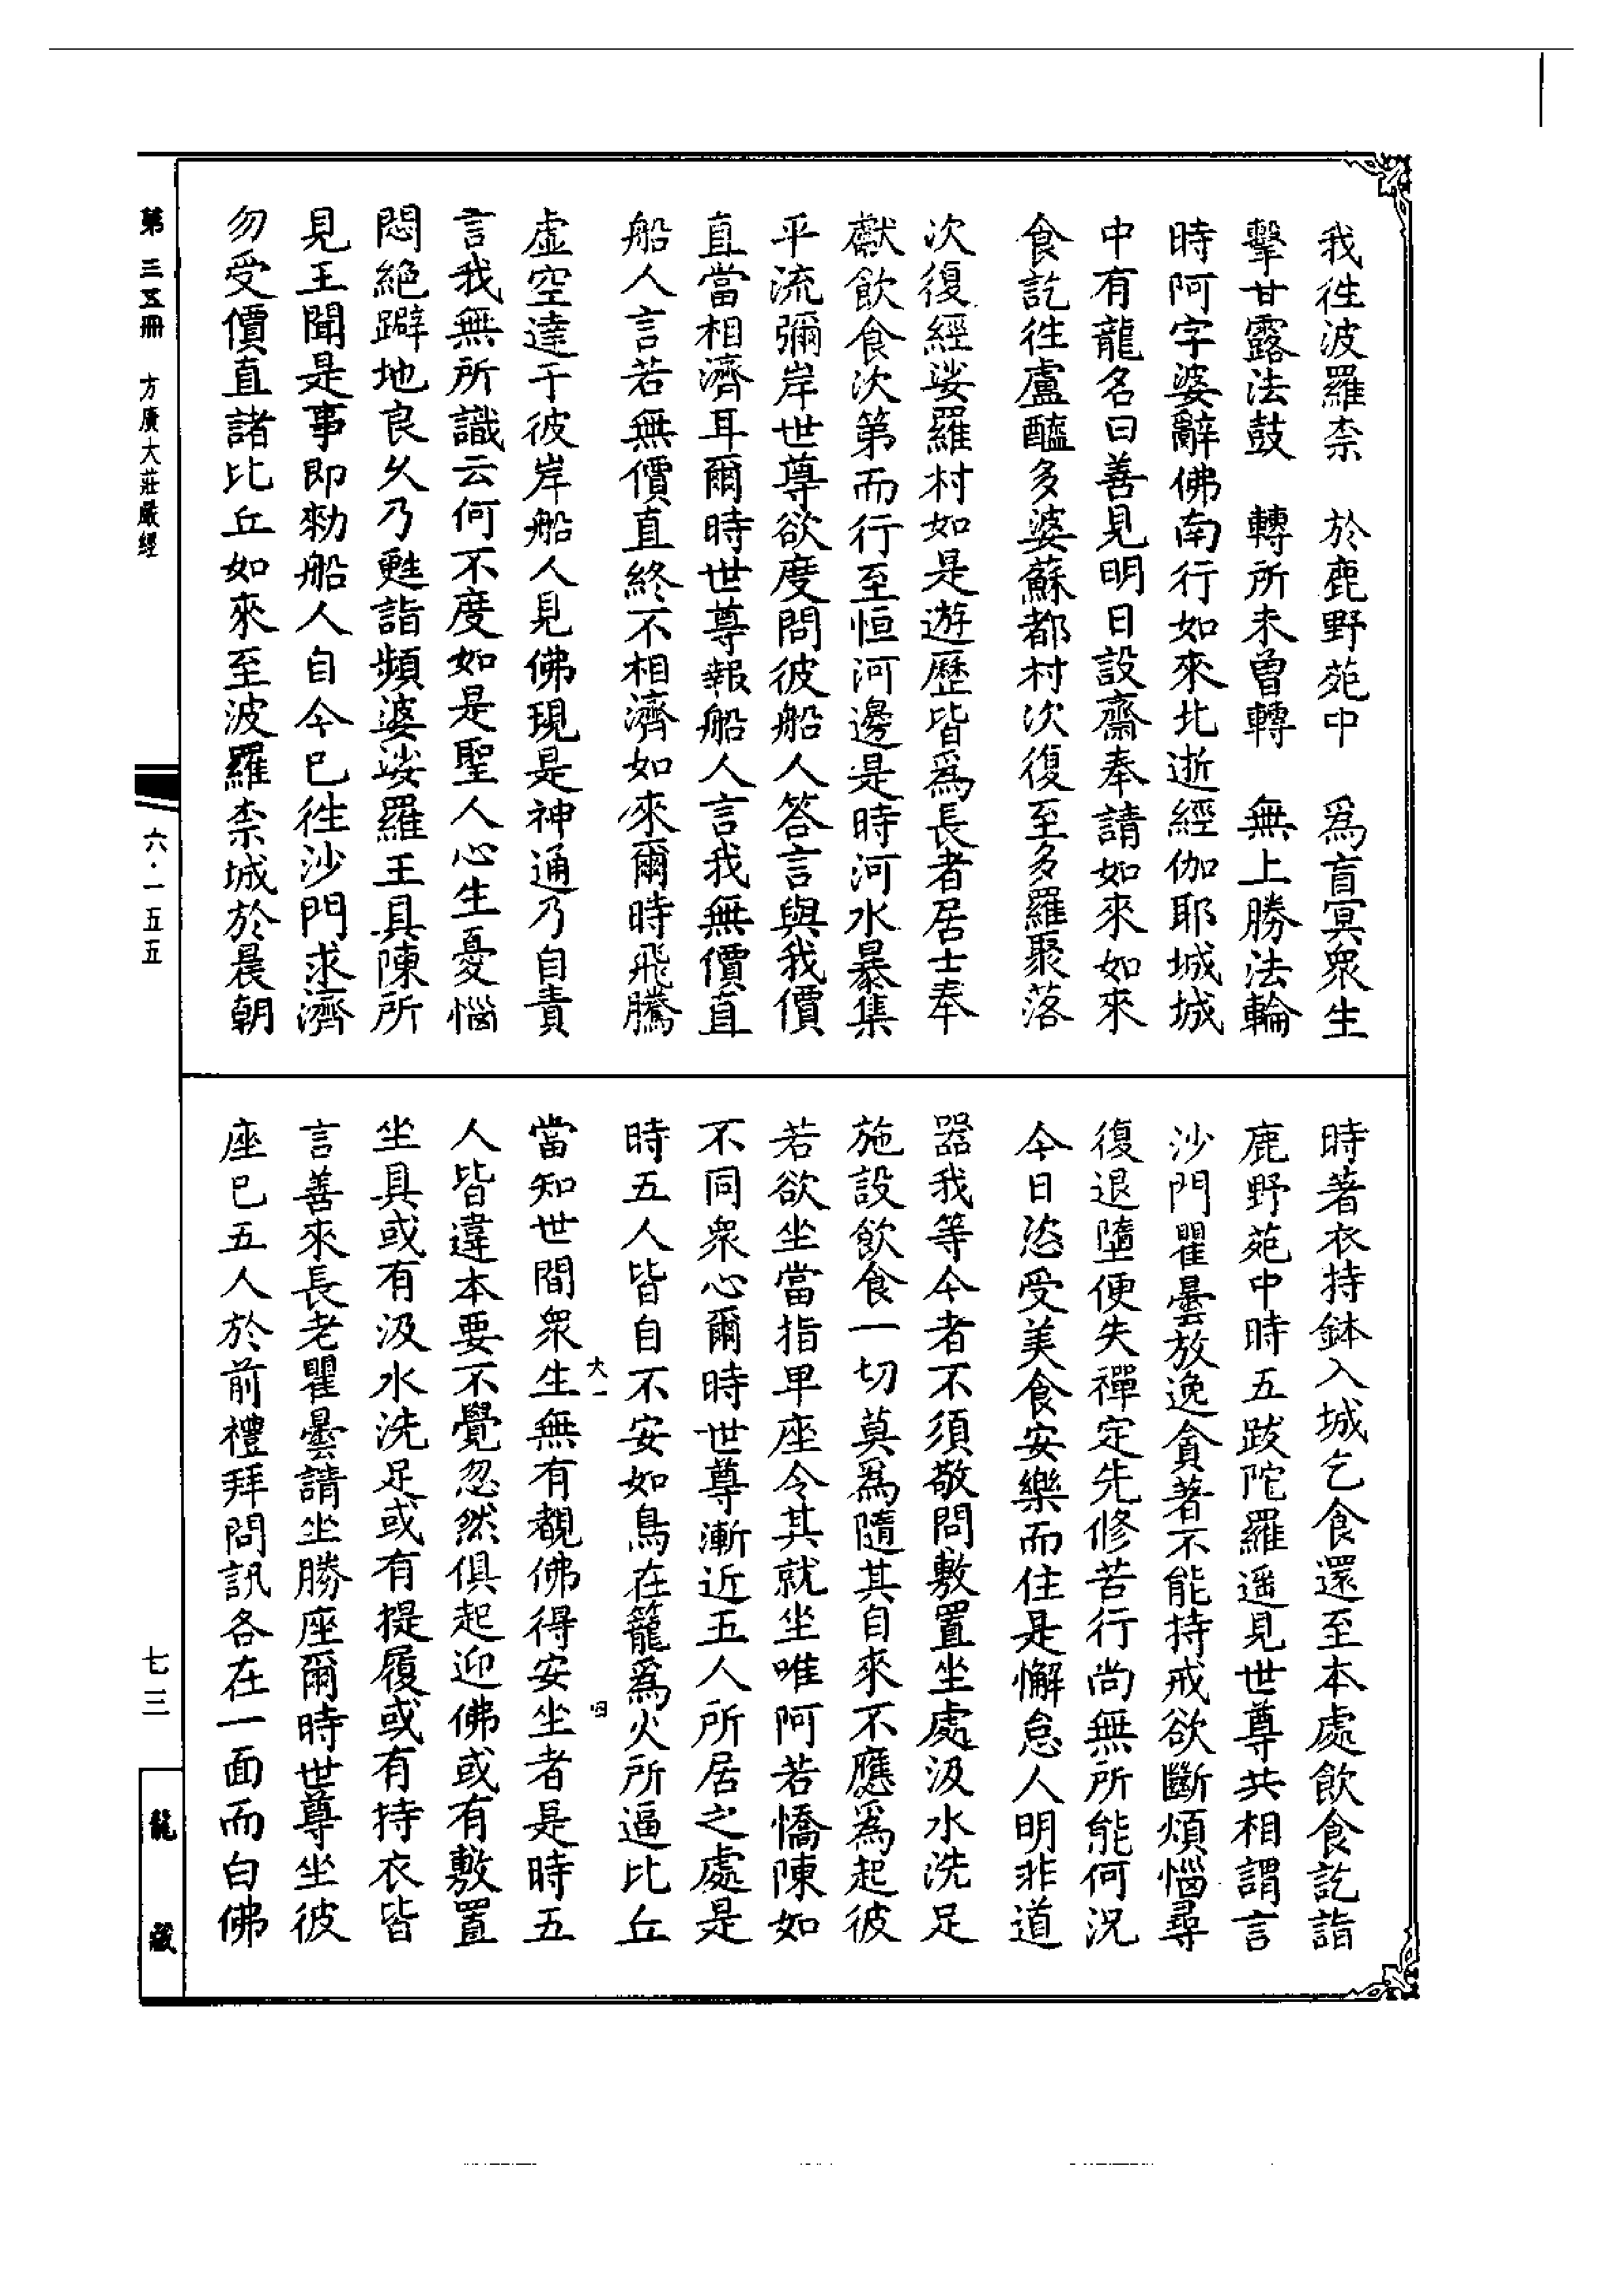 我往波羅柰　於鹿野苑中　爲盲冥衆生
擊甘露法鼓　轉所未曾轉　無上勝法輪
時阿字婆辭佛南行如來北逝經伽耶城城
中有龍名曰善見明日設齋奉請如來如來
食訖往盧醯多婆蘇都村次復至多羅聚落
次復經娑羅村如是遊歷皆爲長者居士奉
獻飲食次第而行至恒河邊是時河水暴集
平流彌岸世尊欲度問彼船人答言與我價
直當相濟耳爾時世尊報船人言我無價直
船人言若無價直終不相濟如來爾時飛騰
虛空達于彼岸船人見佛現是神通乃自責
言我無所識云何不度如是聖人心生憂惱
悶絕躃地良久乃甦詣頻婆娑羅王具陳所
見王聞是事即勑船人自今已往沙門求濟
勿受價直諸比丘如來至波羅柰城於晨朝
時著衣持鉢入城乞食還至本處飲食訖詣
鹿野苑中時五跋陀羅遥見世尊共相謂言
沙門瞿曇放逸貪著不能持戒欲斷煩惱尋
復退墮便失禪定先修苦行尚無所能何況
今日恣受美食安樂而住是懈怠人明非道
器我等今者不須敬問敷置坐處汲水洗足
施設飲食一切莫爲隨其自來不應爲起彼
若欲坐當指卑座令其就坐唯阿若憍陳如
不同衆心爾時世尊漸近五人所居之處是
時五人皆自不安如鳥在籠爲火所逼比丘
大一　四
當知世間衆生無有覩佛得安坐者是時五
人皆違本要不覺忽然俱起迎佛或有敷置
坐具或有汲水洗足或有提履或有持衣皆
言善來長老瞿曇請坐勝座爾時世尊坐彼
座已五人於前禮拜問訊各在一面而白佛
第三五冊　方廣大莊嚴經
六·一五五
七三
龍藏